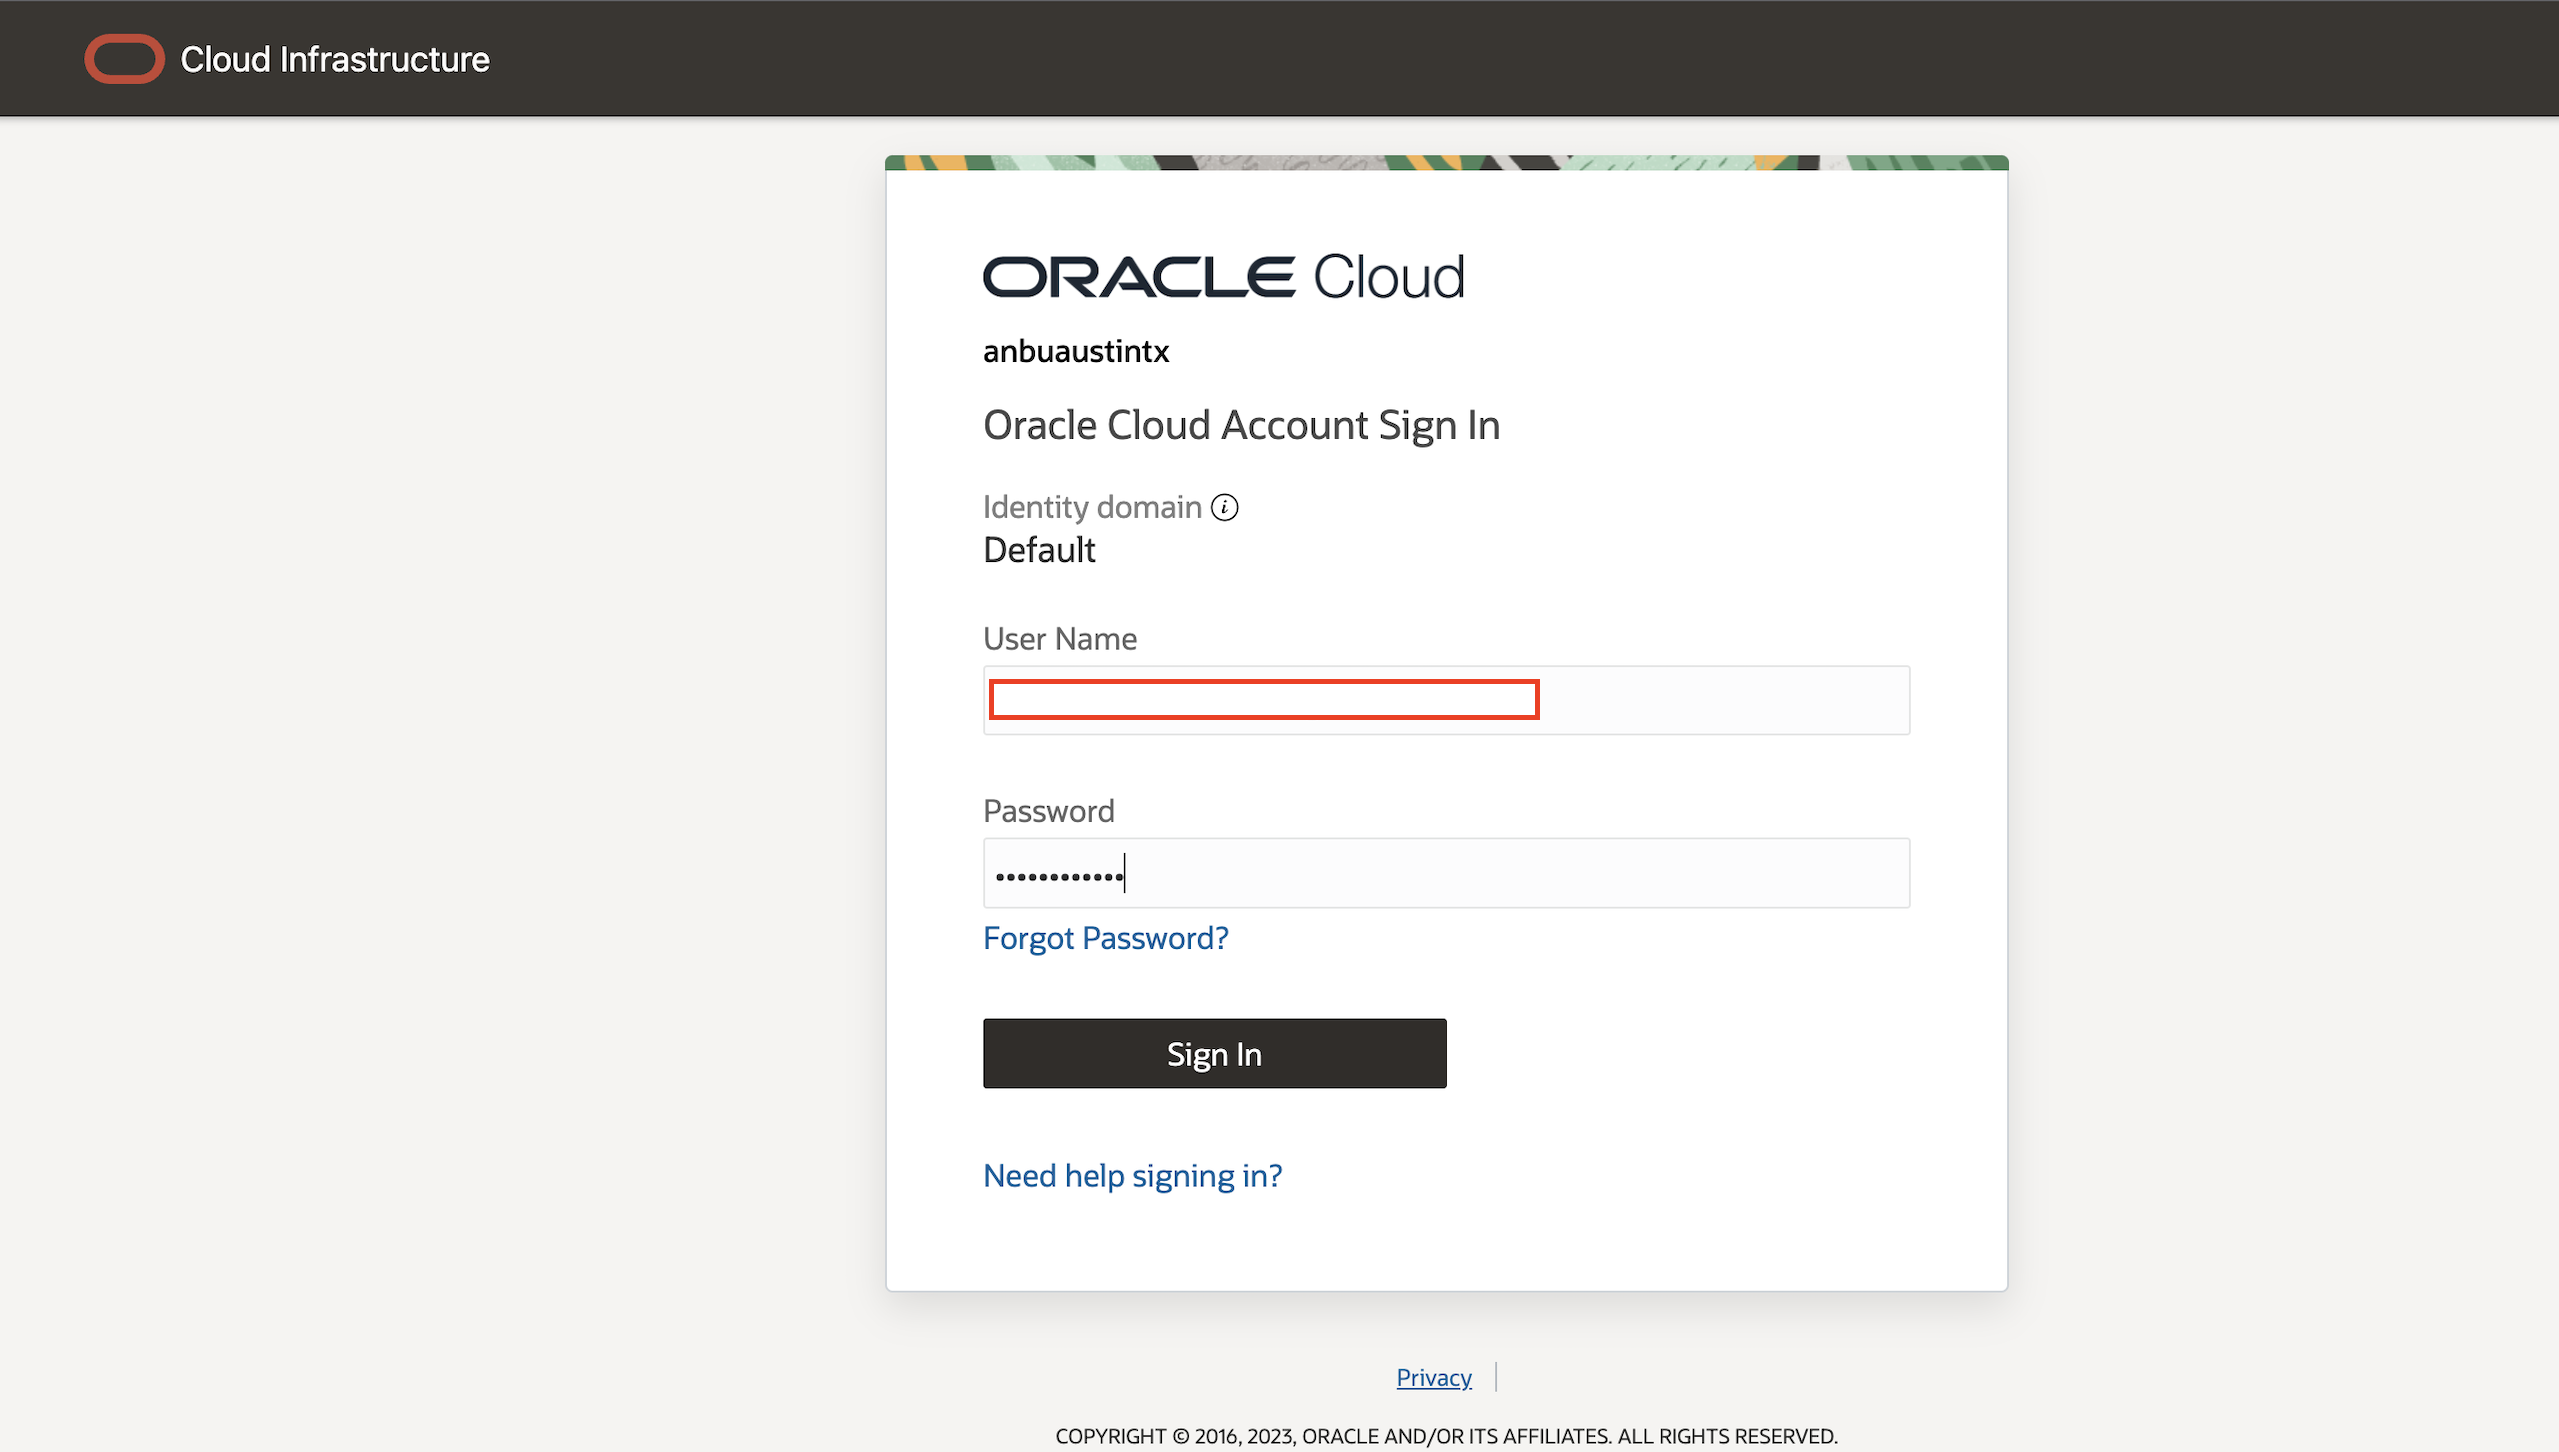 Cloud Infrastructure
ORACLE Cloud
anbuaustintx
Oracle Cloud Account Sign In
Identity domain i
Default
User Name
Password
••••••••••••
Forgot Password?
Sign In
Need help signing in?
Privacy
COPYRIGHT © 2016, 2023, ORACLE AND/OR ITS AFFILIATES. ALL RIGHTS RESERVED.